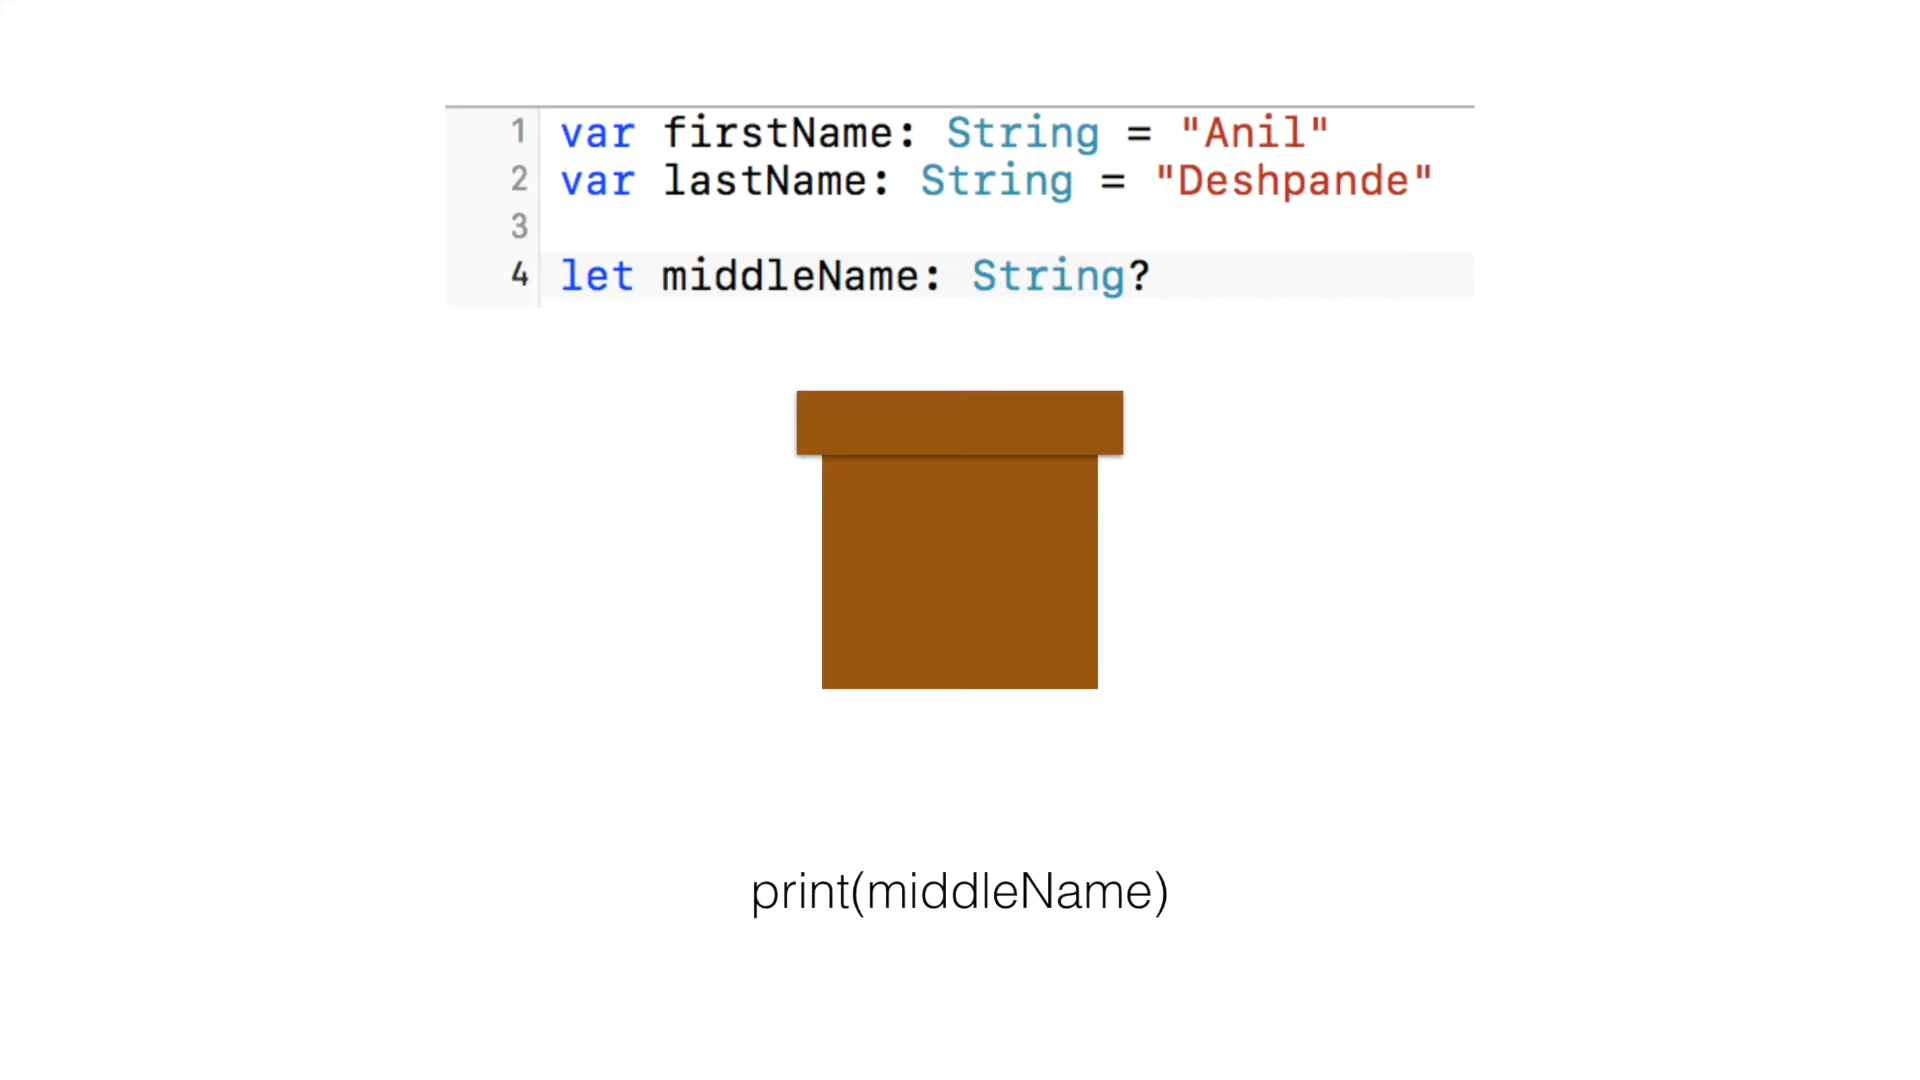 1 var firstName: String = "Anil"
2 var lastName: String = "Deshpande"
3
4 let middleName: String?
print(middleName)